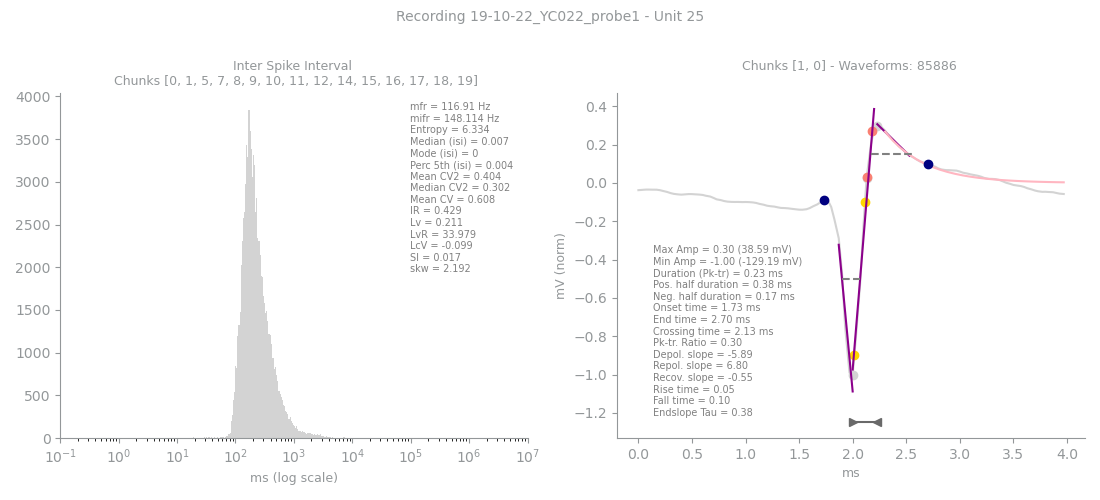 Recording 19-10-22_YC022_probe1 - Unit 25
Inter Spike Interval
Chunks [0, 1, 5, 7, 8, 9, 10, 11, 12, 14, 15, 16, 17, 18, 19]
4000
3500
3000
2500
2000
1500
1000
500
0
mfr = 116.91 Hz
mifr = 148.114 Hz
Entropy = 6.334
Median (isi) = 0.007
Mode (isi) = 0
Perc 5th (isi) = 0.004
Mean CV2 = 0.404
Median CV2 = 0.302
Mean CV = 0.608
IR = 0.429
Lv = 0.211
LvR = 33.979
LcV = -0.099
SI = 0.017
skw = 2.192
10⁻¹ 10⁰ 10¹ 10² 10³ 10⁴ 10⁵ 10⁶ 10⁷
ms (log scale)
Chunks [1, 0] - Waveforms: 85886
mV (norm)
0.4
0.2
0.0
−0.2
−0.4
−0.6
−0.8
−1.0
−1.2
Max Amp = 0.30 (38.59 mV)
Min Amp = -1.00 (-129.19 mV)
Duration (Pk-tr) = 0.23 ms
Pos. half duration = 0.38 ms
Neg. half duration = 0.17 ms
Onset time = 1.73 ms
End time = 2.70 ms
Crossing time = 2.13 ms
Pk-tr. Ratio = 0.30
Depol. slope = -5.89
Repol. slope = 6.80
Recov. slope = -0.55
Rise time = 0.05
Fall time = 0.10
Endslope Tau = 0.38
0.0 0.5 1.0 1.5 2.0 2.5 3.0 3.5 4.0
ms